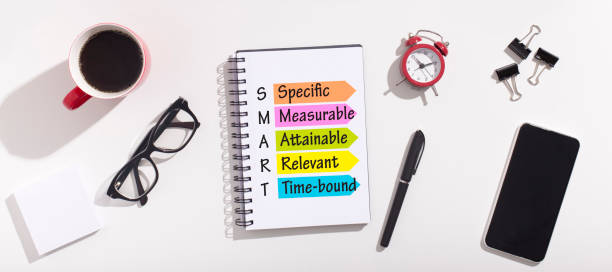 S Specific
M Measurable
A Attainable
R Relevant
T Time-bound